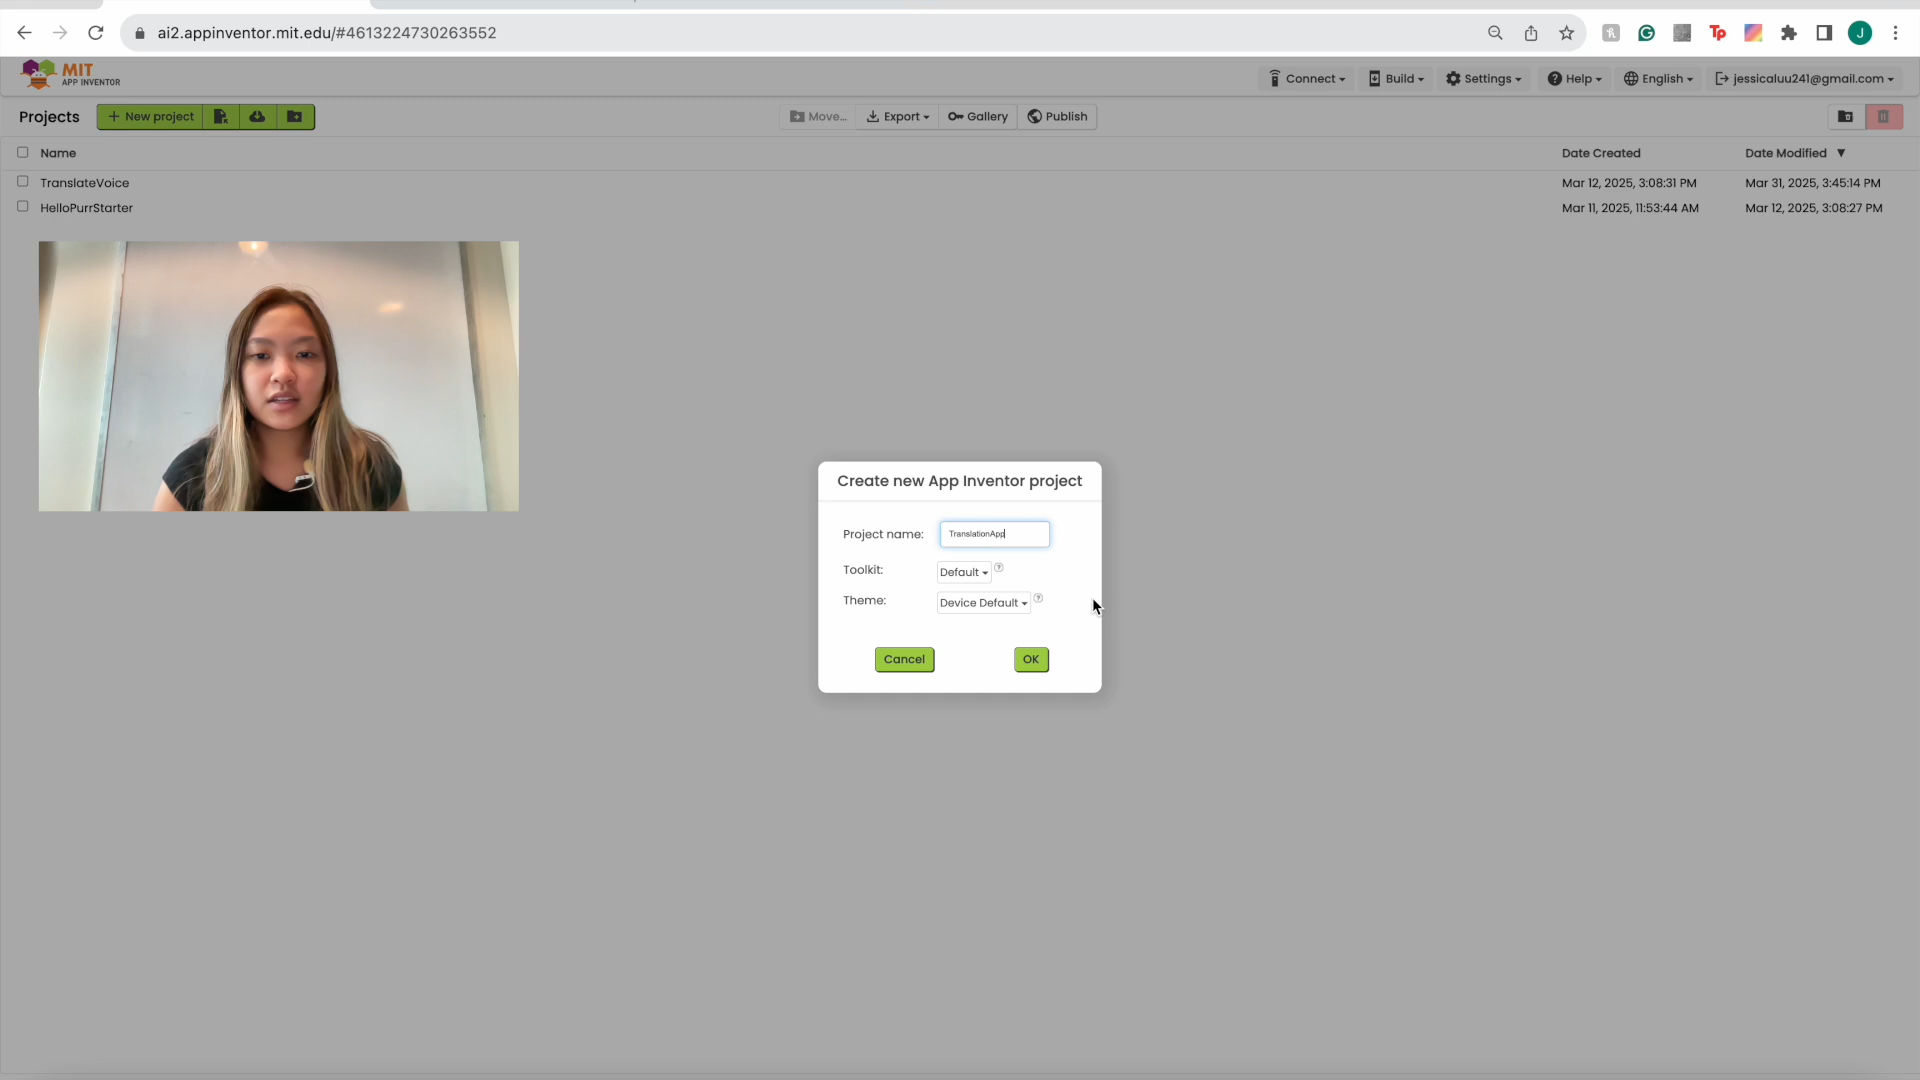 ai2.appinventor.mit.edu/#4613224730263552
Tp
J
MIT
APP INVENTOR
Connect
Build
Settings
Help
English
jessicaluu241@gmail.com
Projects
+ New project
Move...
Export
Gallery
Publish
Name
Date Created
Date Modified ▼
TranslateVoice
Mar 12, 2025, 3:08:31 PM
Mar 31, 2025, 3:45:14 PM
HelloPurrStarter
Mar 11, 2025, 11:53:44 AM
Mar 12, 2025, 3:08:27 PM
Create new App Inventor project
Project name:
TranslationApp
Toolkit:
Default
?
Theme:
Device Default
?
Cancel
OK